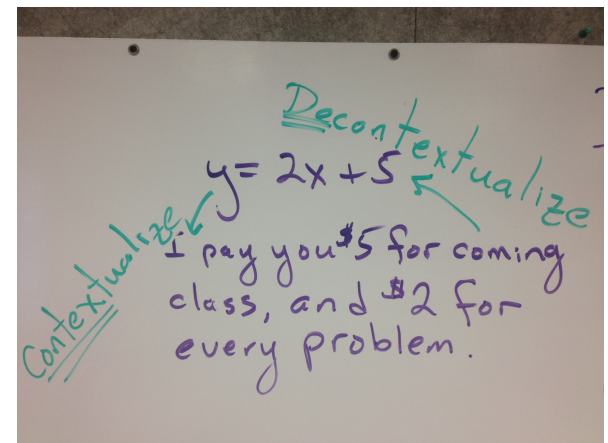 Decontextualize
y = 2x + 5
Contextualize
I pay you $5 for coming
class, and $2 for
every problem.